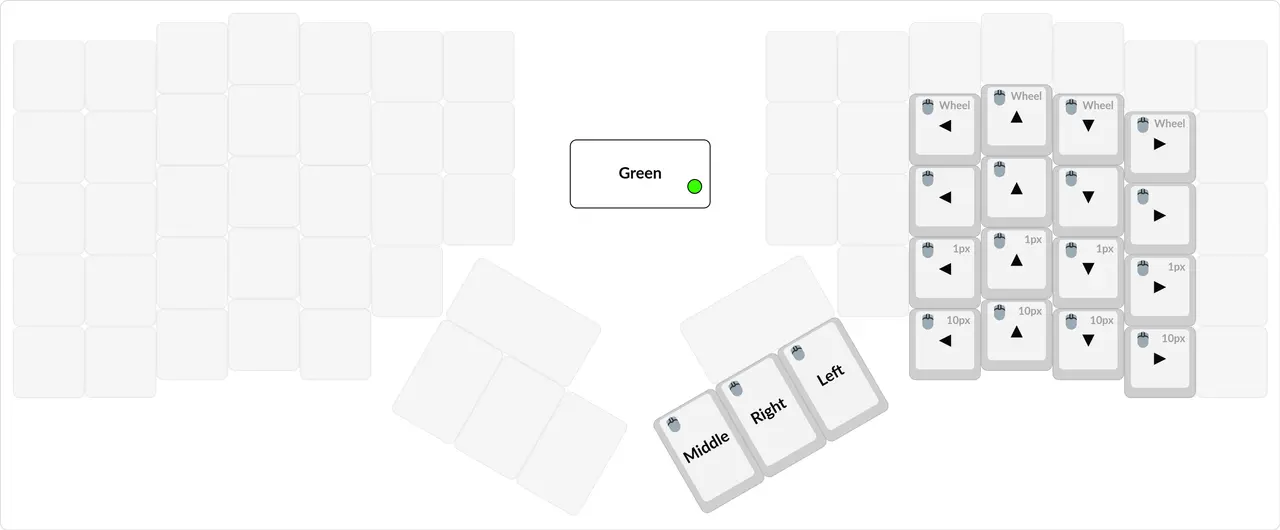 Green
Wheel
◀
Wheel
▲
Wheel
▼
Wheel
▶
◀
▲
▼
▶
1px
◀
1px
▲
1px
▼
1px
▶
10px
◀
10px
▲
10px
▼
10px
▶
Middle
Right
Left